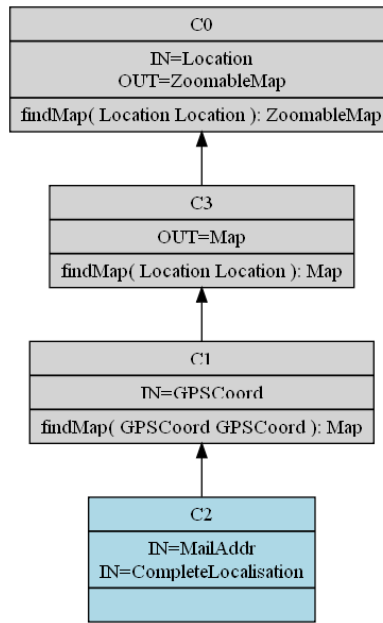 C0
IN=Location
OUT=ZoomableMap
findMap( Location Location ): ZoomableMap
C3
OUT=Map
findMap( Location Location ): Map
C1
IN=GPSCoord
findMap( GPSCoord GPSCoord ): Map
C2
IN=MailAddr
IN=CompleteLocalisation